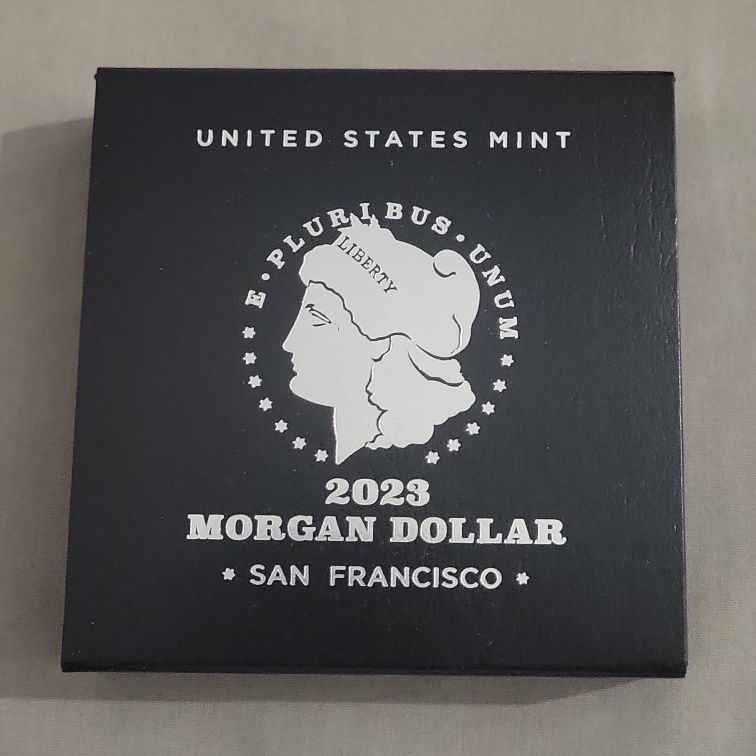 UNITED STATES MINT
E • PLURIBUS • UNUM
LIBERTY
2023
MORGAN DOLLAR
* SAN FRANCISCO *